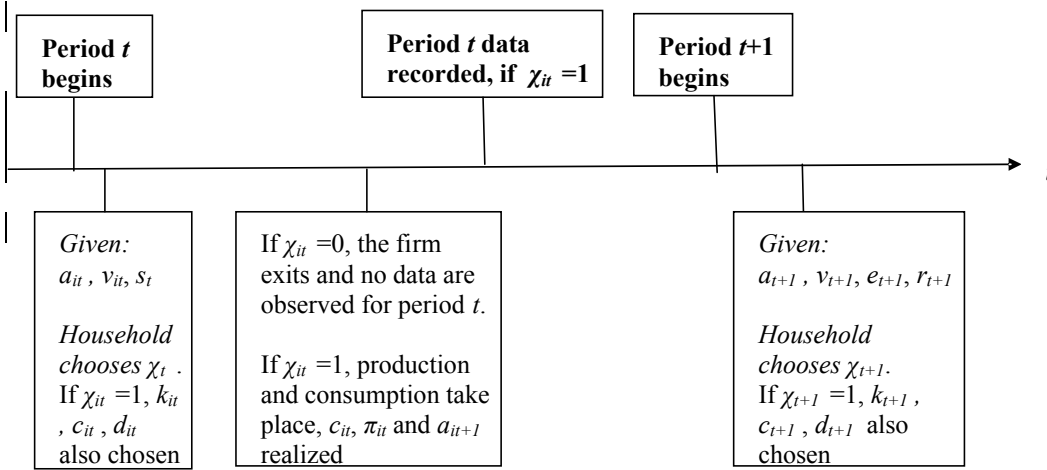 Period t
begins
Period t data
recorded, if χit =1
Period t+1
begins
Given:
ait , vit, st
Household
chooses χt .
If χit =1, kit
, cit , dit
also chosen
If χit =0, the firm
exits and no data are
observed for period t.
If χit =1, production
and consumption take
place, cit, πit and ait+1
realized
Given:
at+1 , vt+1, et+1, rt+1
Household
chooses χt+1.
If χt+1 =1, kt+1 ,
ct+1 , dt+1 also
chosen